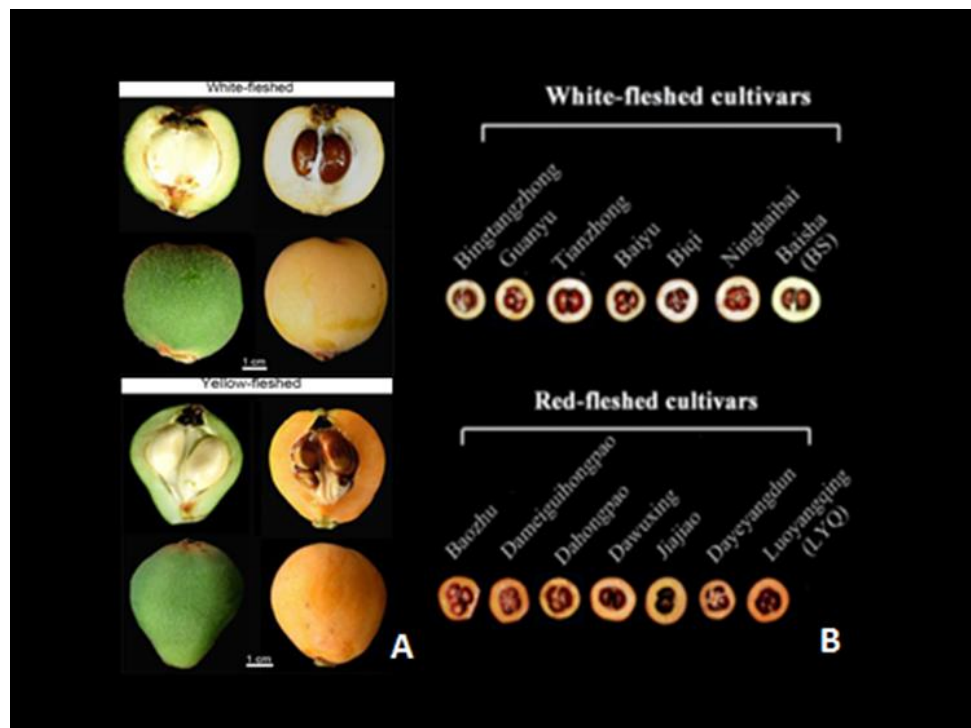 White-fleshed
1 cm
Yellow-fleshed
1 cm
A
White-fleshed cultivars
Bingtangzhong
Guanyu
Tianzhong
Baiyu
Biqi
Ninghaibai
Baisha
(BS)
Red-fleshed cultivars
Baozhu
Dameiguihongpao
Dahongpao
Dawuxing
Jiajiao
Dayeyangdun
Luoyangqing
(LYQ)
B